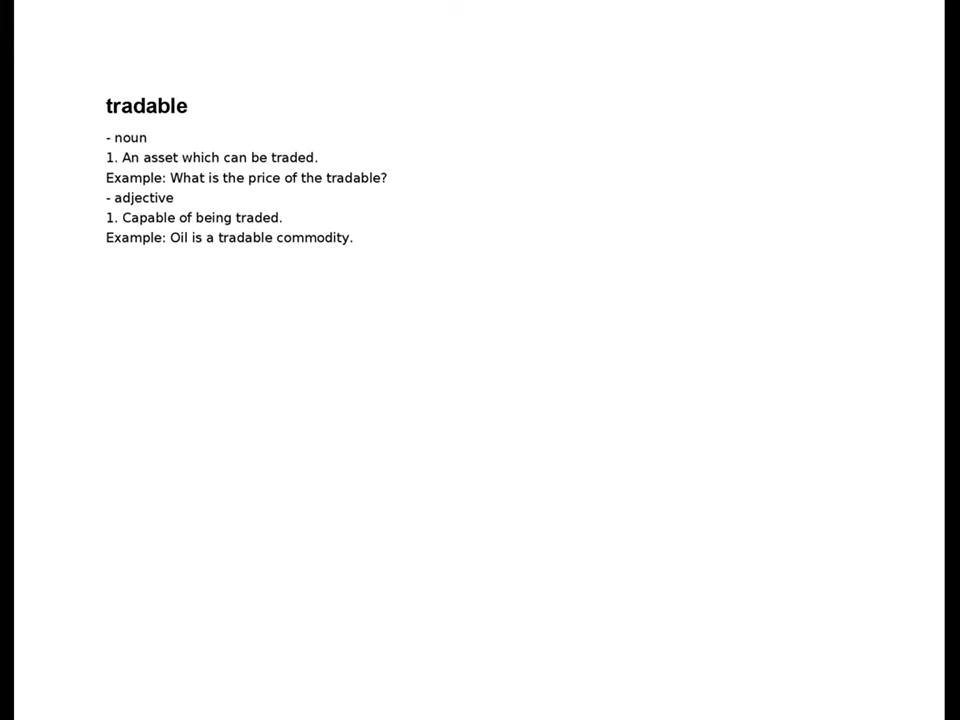 tradable
- noun
1. An asset which can be traded.
Example: What is the price of the tradable?
- adjective
1. Capable of being traded.
Example: Oil is a tradable commodity.